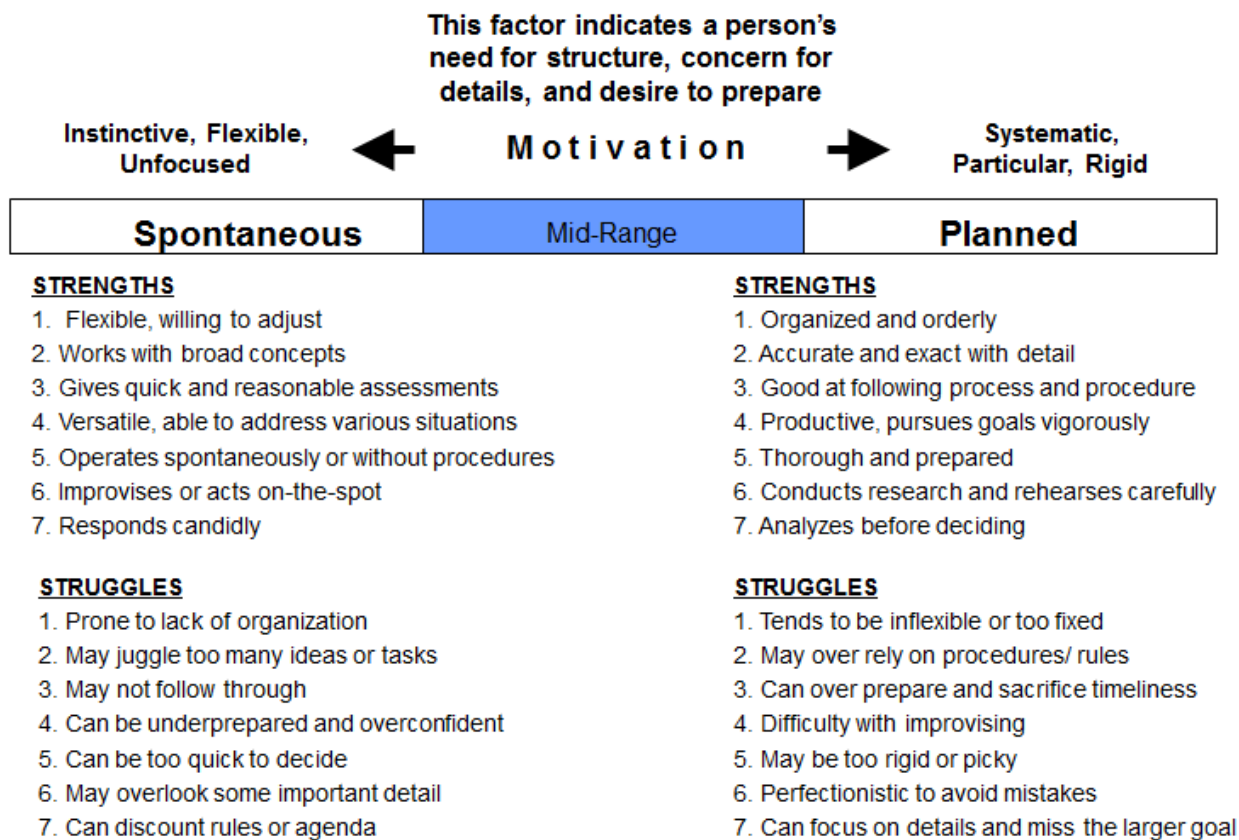 This factor indicates a person's
need for structure, concern for
details, and desire to prepare
Instinctive, Flexible,
Unfocused
Motivation
Systematic,
Particular, Rigid
Spontaneous
Mid-Range
Planned
STRENGTHS
1. Flexible, willing to adjust
2. Works with broad concepts
3. Gives quick and reasonable assessments
4. Versatile, able to address various situations
5. Operates spontaneously or without procedures
6. Improvises or acts on-the-spot
7. Responds candidly
STRENGTHS
1. Organized and orderly
2. Accurate and exact with detail
3. Good at following process and procedure
4. Productive, pursues goals vigorously
5. Thorough and prepared
6. Conducts research and rehearses carefully
7. Analyzes before deciding
STRUGGLES
1. Prone to lack of organization
2. May juggle too many ideas or tasks
3. May not follow through
4. Can be underprepared and overconfident
5. Can be too quick to decide
6. May overlook some important detail
7. Can discount rules or agenda
STRUGGLES
1. Tends to be inflexible or too fixed
2. May over rely on procedures/ rules
3. Can over prepare and sacrifice timeliness
4. Difficulty with improvising
5. May be too rigid or picky
6. Perfectionistic to avoid mistakes
7. Can focus on details and miss the larger goal